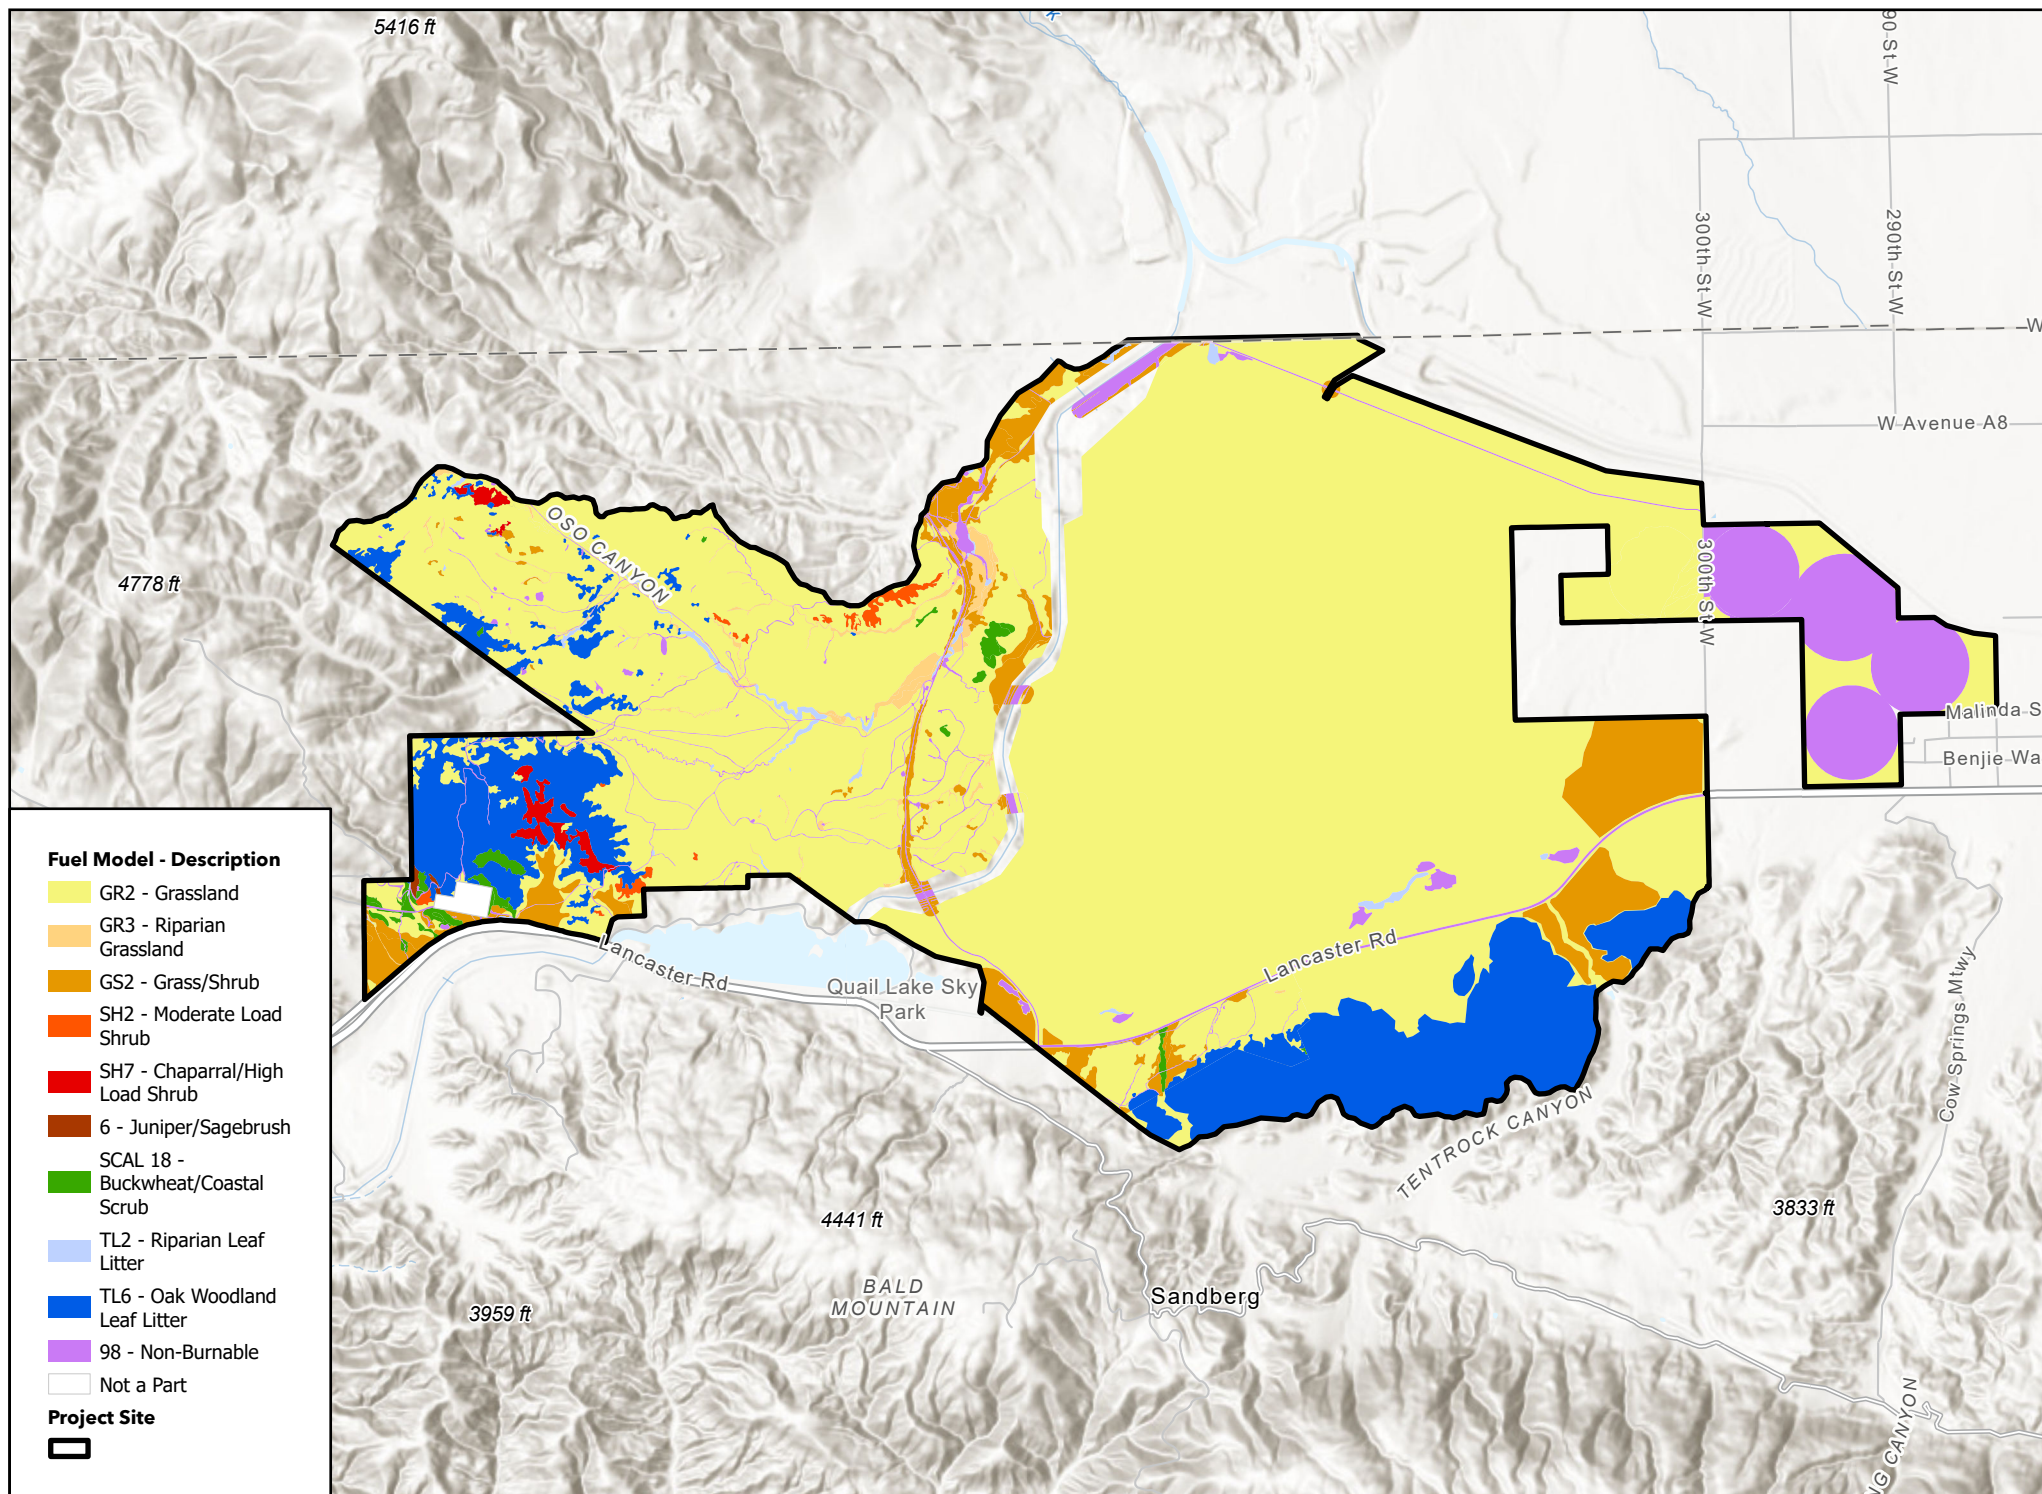 5416 ft
90 St W
300th St W
290th St W
W
W Avenue A8
OSO CANYON
4778 ft
300th St W
Malinda S
Benjie Wa
Fuel Model - Description
GR2 - Grassland
GR3 - Riparian
Grassland
GS2 - Grass/Shrub
SH2 - Moderate Load
Shrub
SH7 - Chaparral/High
Load Shrub
6 - Juniper/Sagebrush
SCAL 18 -
Buckwheat/Coastal
Scrub
TL2 - Riparian Leaf
Litter
TL6 - Oak Woodland
Leaf Litter
98 - Non-Burnable
Not a Part
Project Site
Lancaster Rd
Quail Lake Sky
Park
Lancaster Rd
Cow Springs Mtwy
TENTROCK CANYON
4441 ft
3833 ft
BALD
MOUNTAIN
Sandberg
3959 ft
NG CANYON